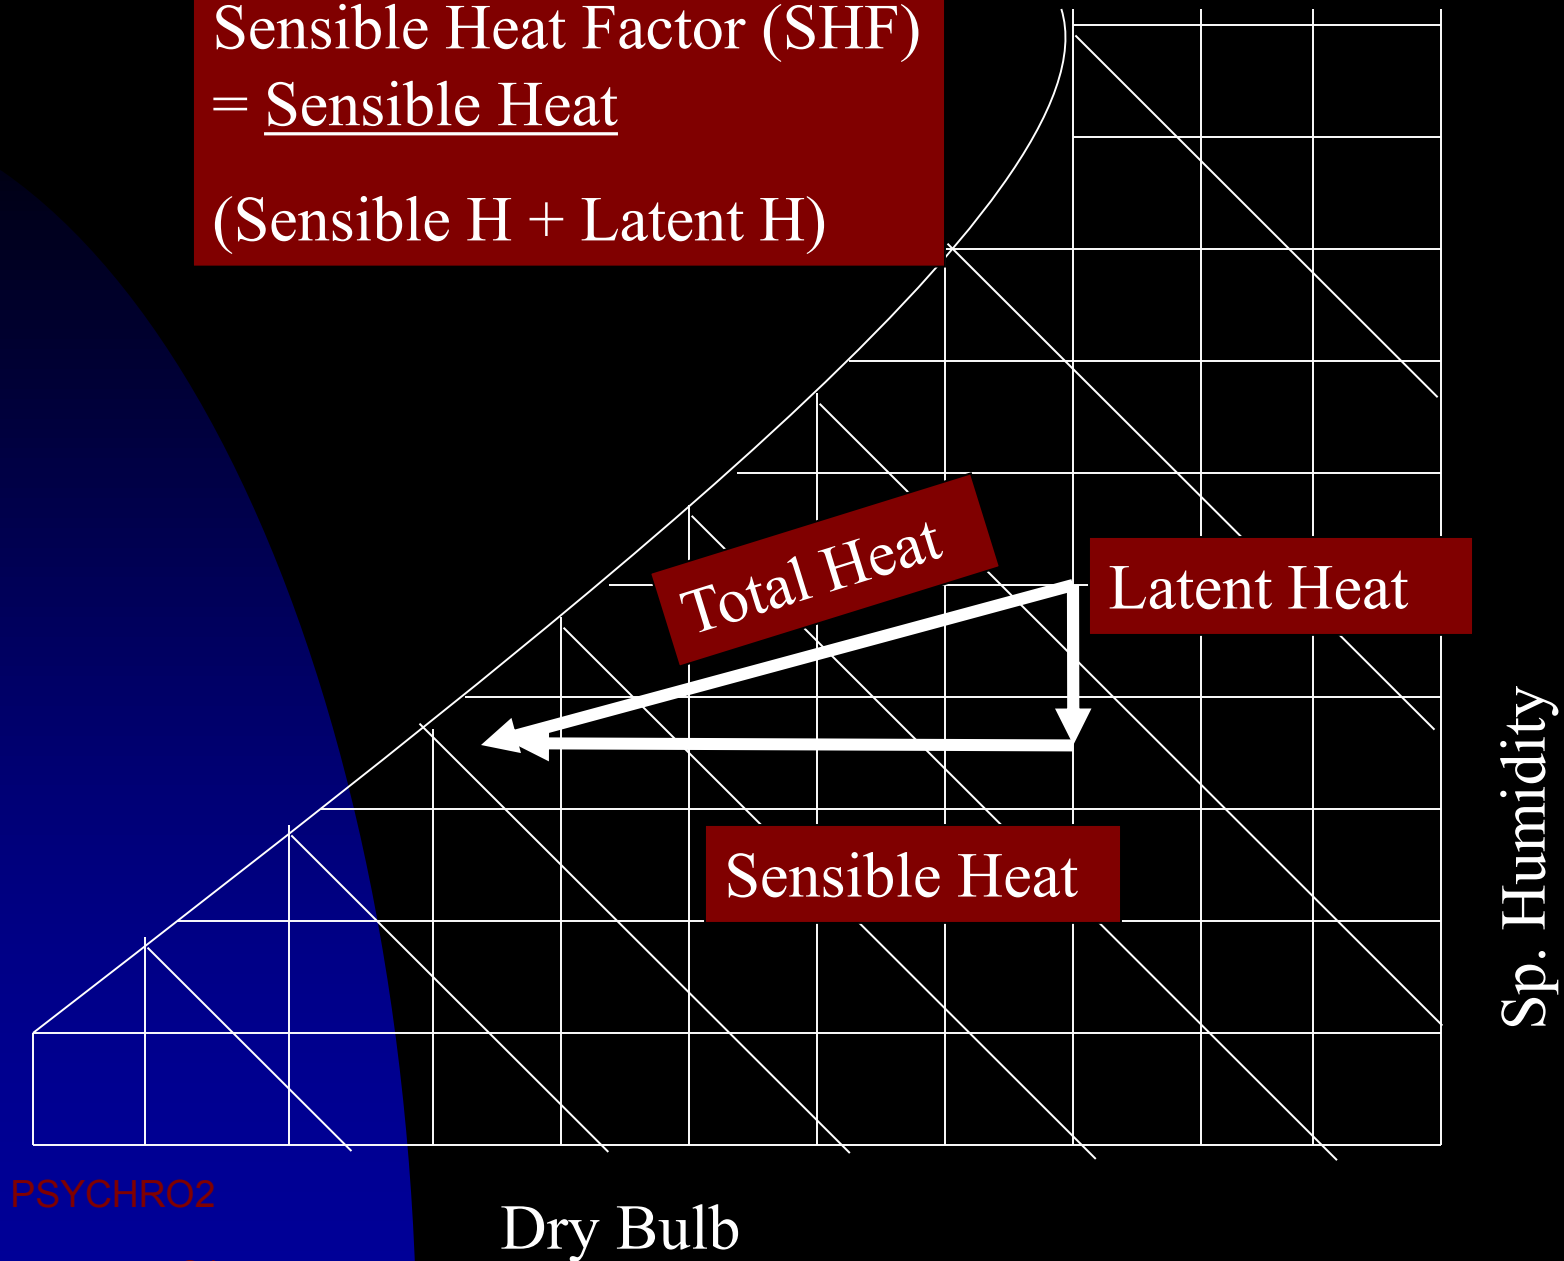 Sensible Heat Factor (SHF)
= Sensible Heat
(Sensible H + Latent H)
Total Heat
Latent Heat
Sensible Heat
Sp. Humidity
PSYCHRO2
Dry Bulb